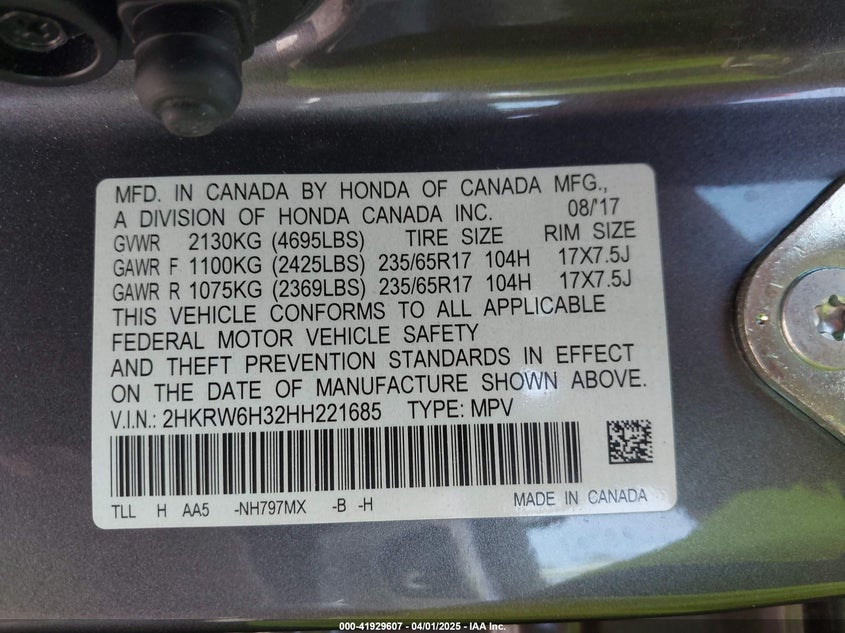 MFD. IN CANADA BY HONDA OF CANADA MFG.,
A DIVISION OF HONDA CANADA INC. 08/'17
GVWR 2130KG (4695LBS) TIRE SIZE RIM SIZE
GAWR F 1100KG (2425LBS) 235/65R17 104H 17X7.5J
GAWR R 1075KG (2369LBS) 235/65R17 104H 17X7.5J
THIS VEHICLE CONFORMS TO ALL APPLICABLE
FEDERAL MOTOR VEHICLE SAFETY
AND THEFT PREVENTION STANDARDS IN EFFECT
ON THE DATE OF MANUFACTURE SHOWN ABOVE.
V.I.N.: 2HKRW6H32HH221685 TYPE: MPV
TLL H AA5 -NH797MX -B -H MADE IN CANADA
000-41929607 - 04/01/2025 - IAA Inc.